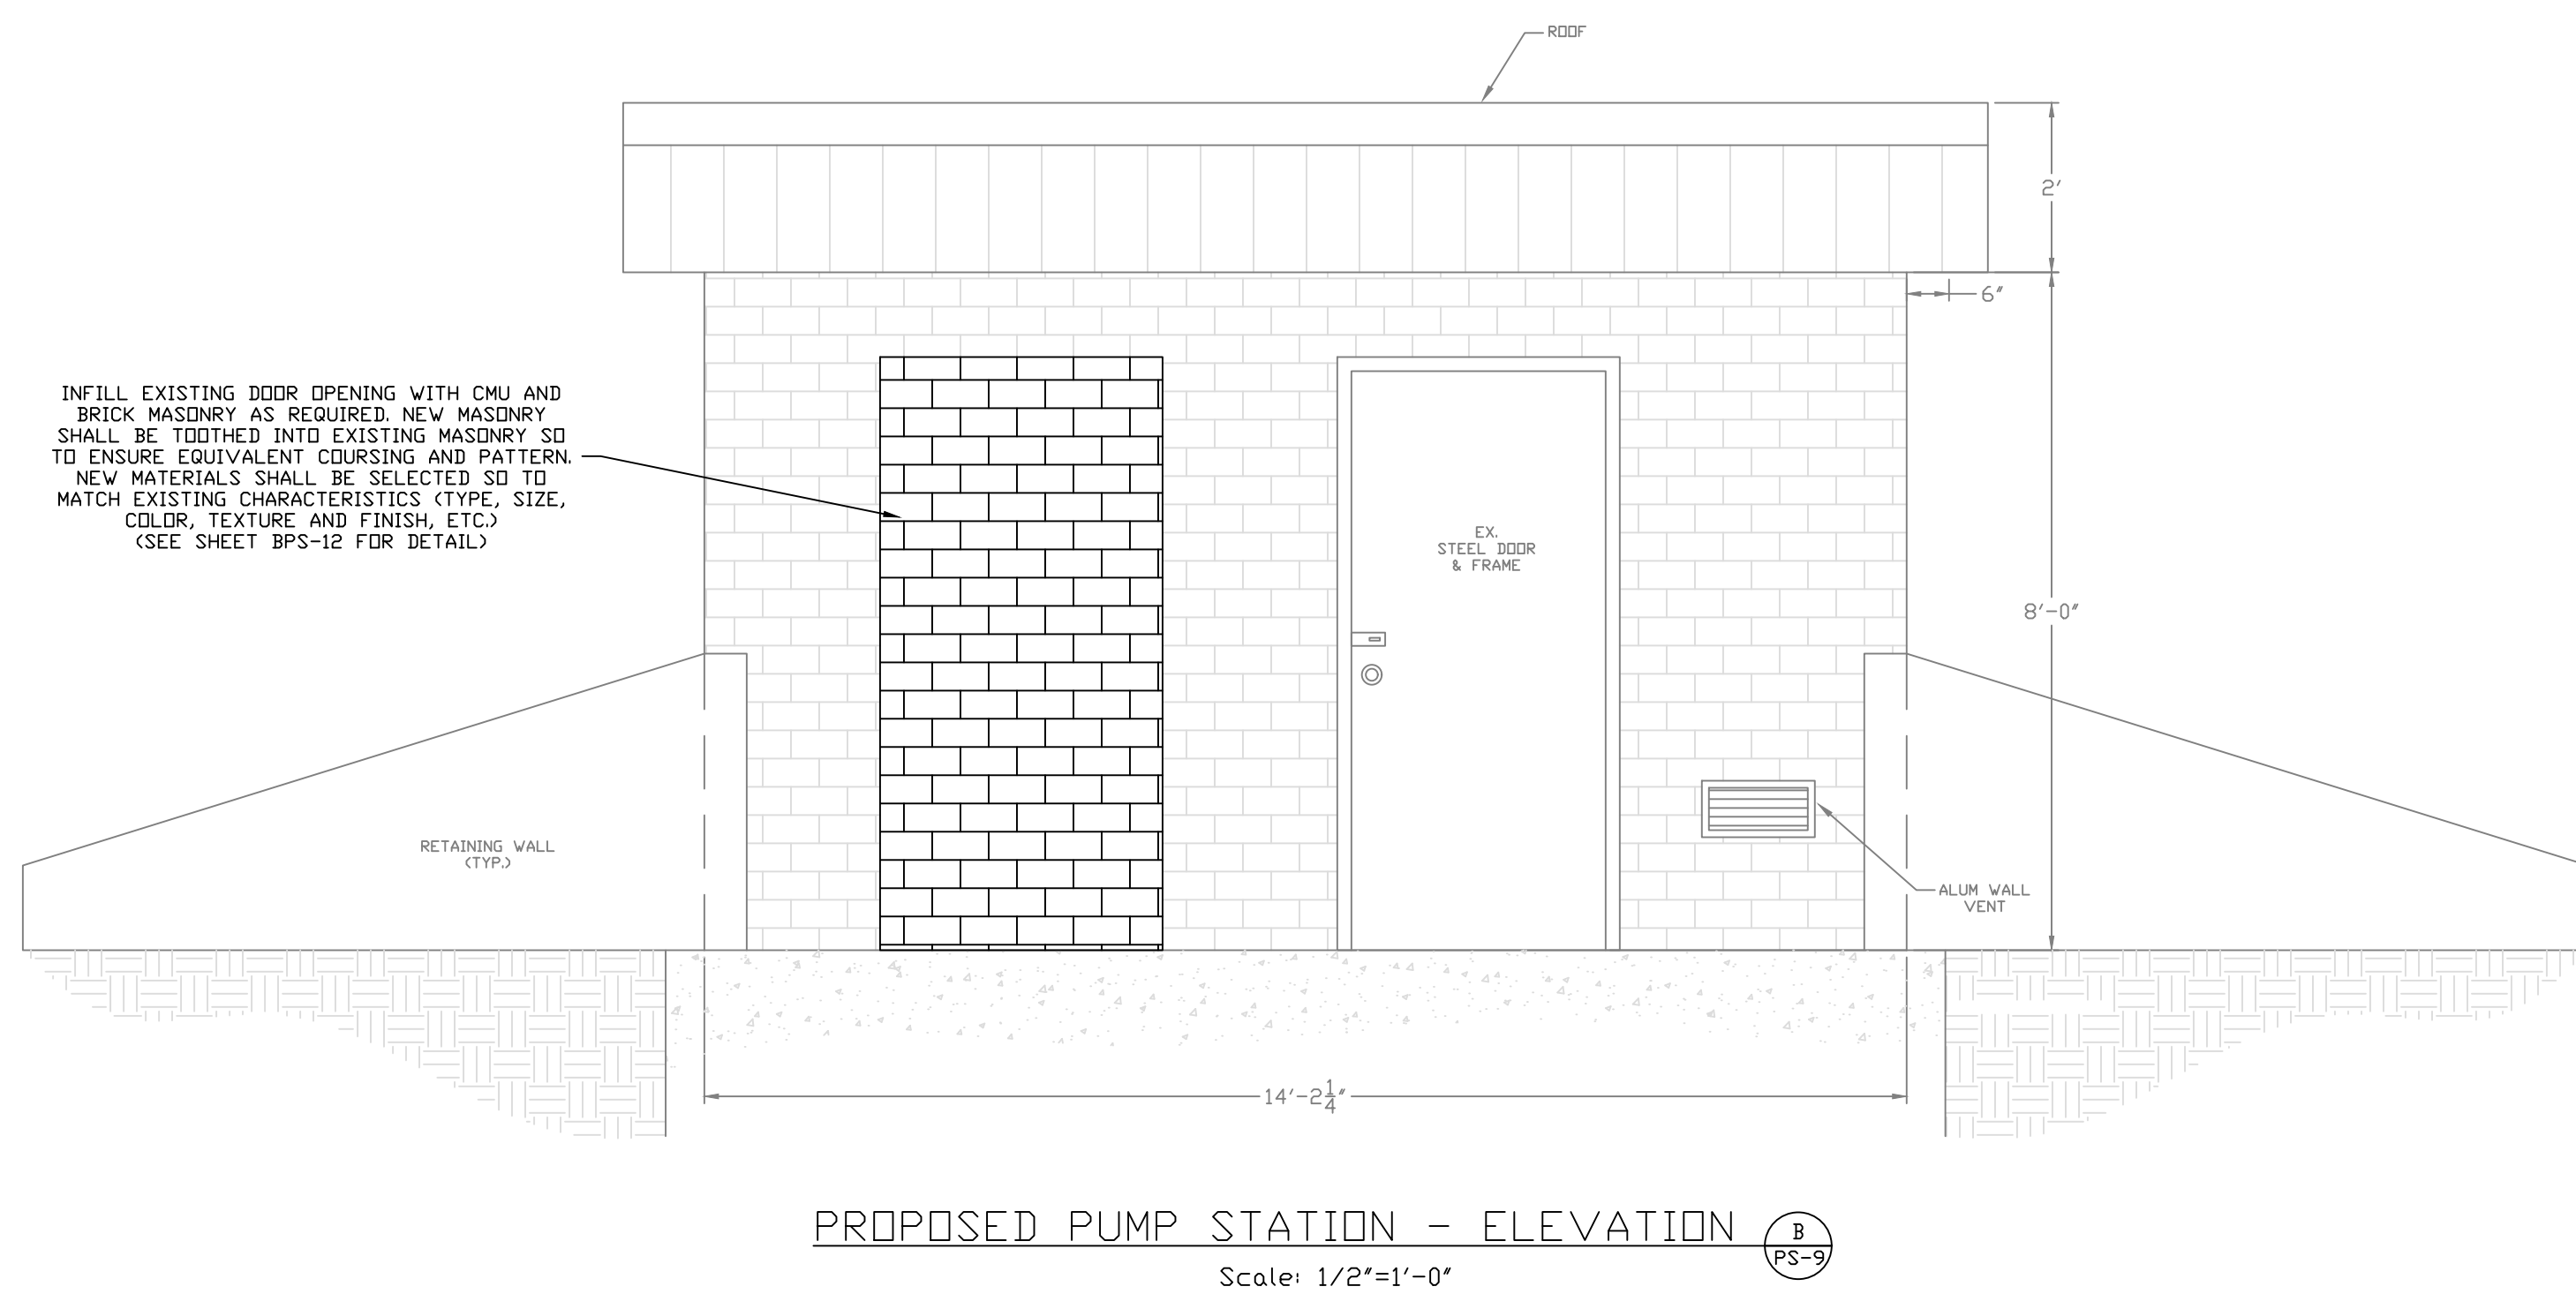 ROOF
2'
6"
INFILL EXISTING DOOR OPENING WITH CMU AND
BRICK MASONRY AS REQUIRED. NEW MASONRY
SHALL BE TOOTHED INTO EXISTING MASONRY SO
TO ENSURE EQUIVALENT COURSING AND PATTERN.
NEW MATERIALS SHALL BE SELECTED SO TO
MATCH EXISTING CHARACTERISTICS (TYPE, SIZE,
COLOR, TEXTURE AND FINISH, ETC.)
(SEE SHEET BPS-12 FOR DETAIL)
EX.
STEEL DOOR
& FRAME
8'-0"
RETAINING WALL
(TYP.)
ALUM WALL
VENT
14'-2 1/4"
PROPOSED PUMP STATION - ELEVATION
B
PS-9
Scale: 1/2"=1'-0"